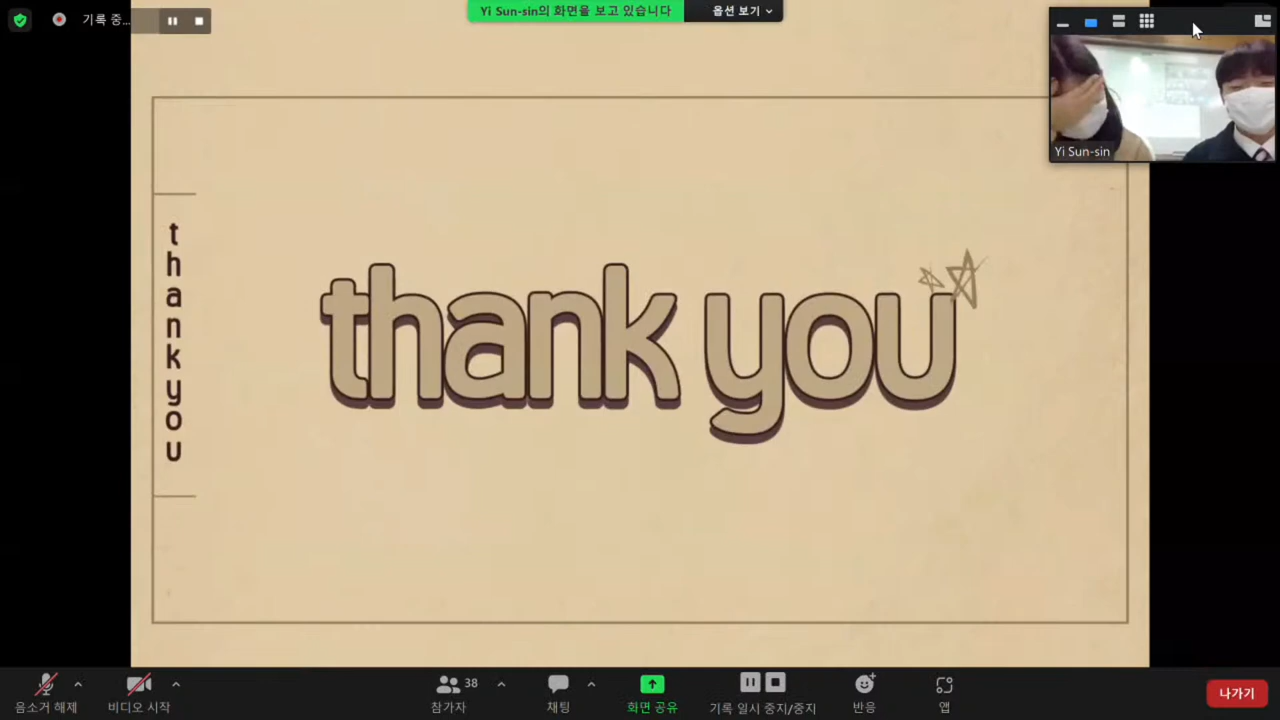 기록 중...
Yi Sun-sin의 화면을 보고 있습니다
옵션 보기
Yi Sun-sin
thank you
thank you
음소거 해제
비디오 시작
38
참가자
채팅
화면 공유
기록 일시 중지/중지
반응
앱
나가기